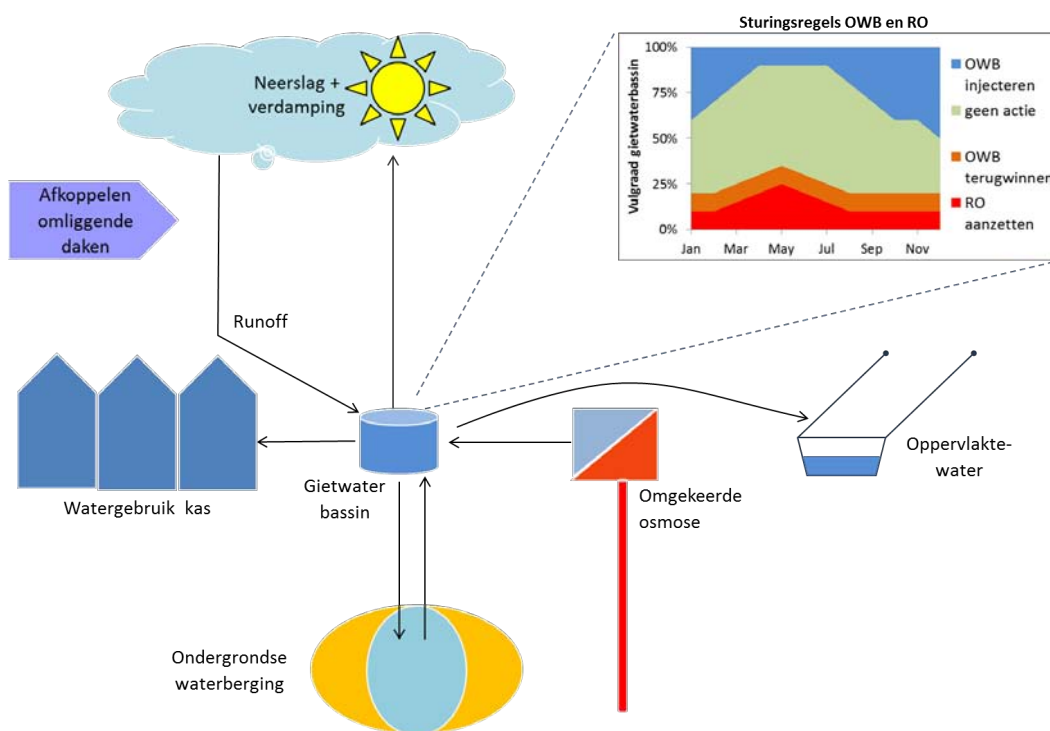 Sturingsregels OWB en RO
Neerslag +
verdamping
Afkoppelen
omliggende
daken
Runoff
Vulgraad gietwaterbassin
100%
75%
50%
25%
0%
Jan
Mar
May
Jul
Sep
Nov
OWB
injecteren
geen actie
OWB
terugwinnen
RO
aanzetten
Watergebruik kas
Gietwater
bassin
Omgekeerde
osmose
Oppervlakte-
water
Ondergrondse
waterberging